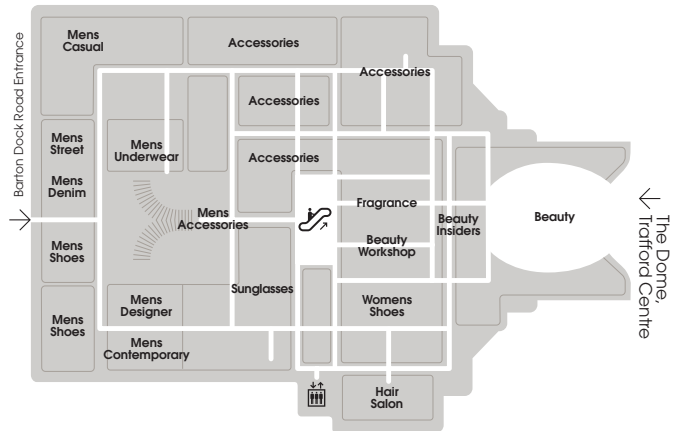 Barton Dock Road Entrance
Mens
Casual
Accessories
Accessories
Accessories
Mens
Street
Mens
Underwear
Accessories
Mens
Denim
Mens
Accessories
Fragrance
Beauty
Insiders
Beauty
The Dome,
Trafford Centre
Mens
Shoes
Beauty
Workshop
Sunglasses
Mens
Designer
Womens
Shoes
Mens
Shoes
Mens
Contemporary
Hair
Salon